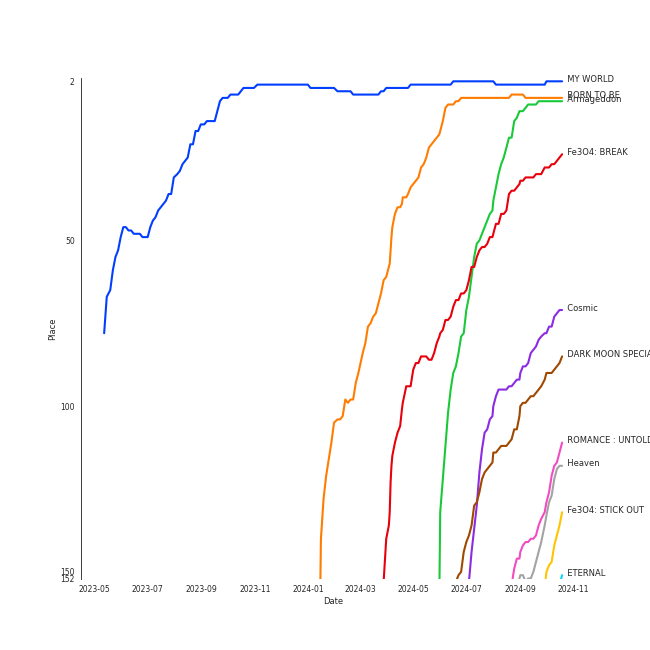 2
50
100
150
152
Place
2023-05
2023-07
2023-09
2023-11
2024-01
2024-03
2024-05
2024-07
2024-09
2024-11
Date
MY WORLD
BORN TO BE
Armageddon
Fe3O4: BREAK
Cosmic
DARK MOON SPECIA
ROMANCE : UNTOLD
Heaven
Fe3O4: STICK OUT
ETERNAL